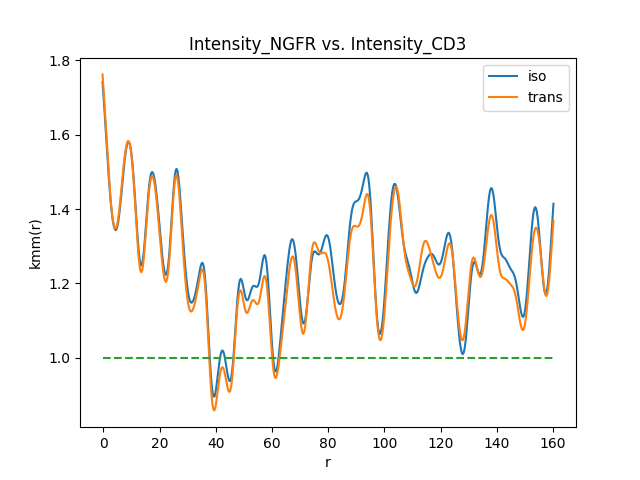 Intensity_NGFR vs. Intensity_CD3
iso
trans
kmm(r)
1.8
1.6
1.4
1.2
1.0
0 20 40 60 80 100 120 140 160
r